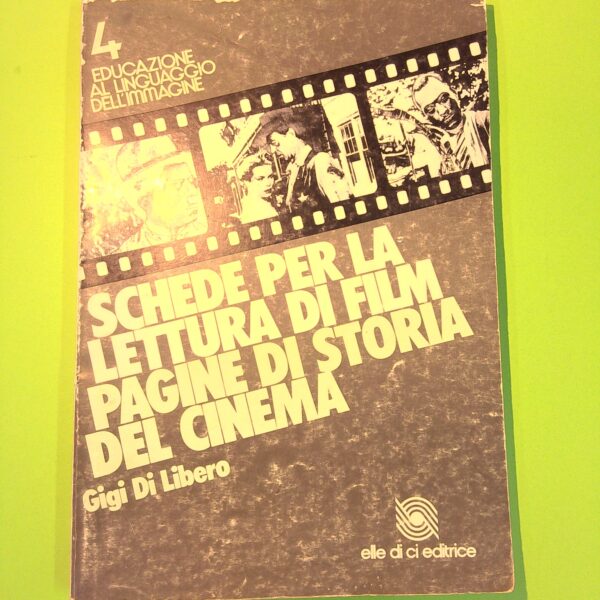 4
EDUCAZIONE
AL LINGUAGGIO
DELL'IMMAGINE
SCHEDE PER LA
LETTURA DI FILM
PAGINE DI STORIA
DEL CINEMA
Gigi Di Libero
elle di ci editrice